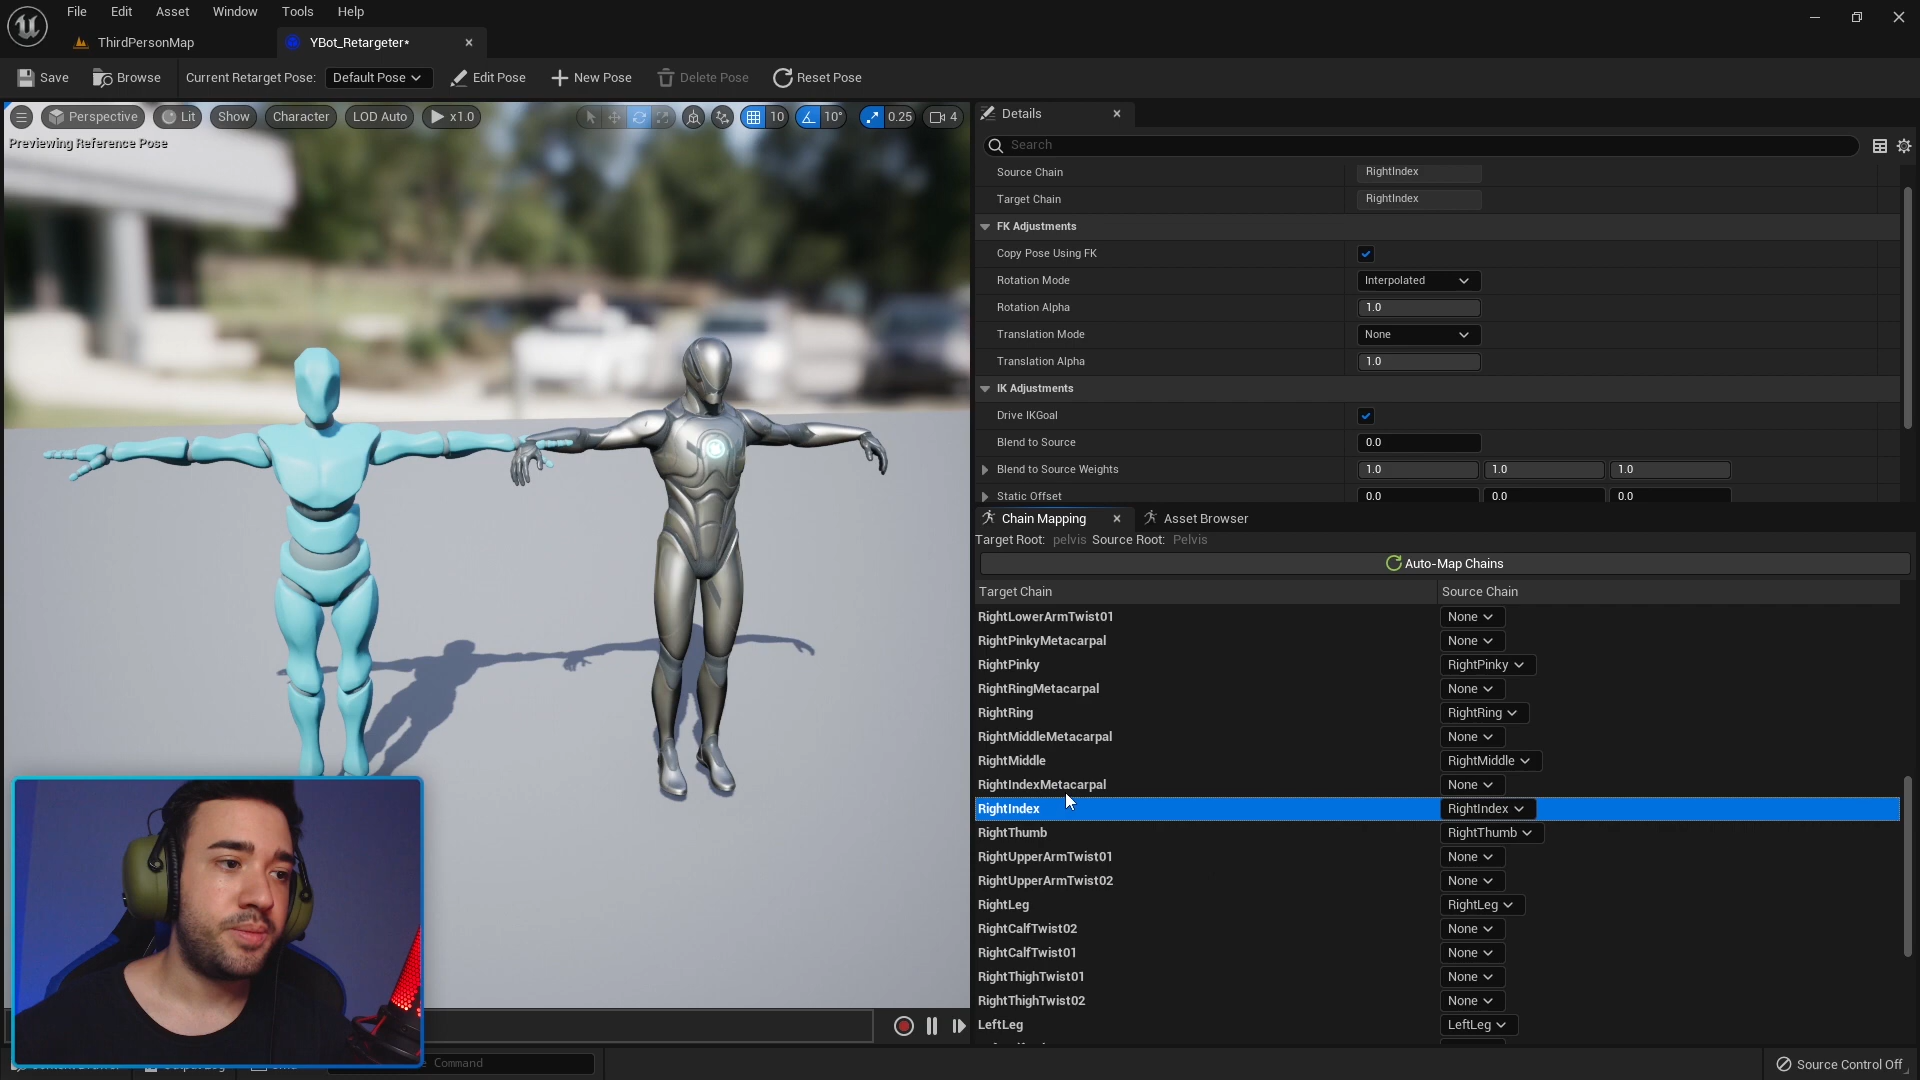 File Edit Asset Window Tools Help
ThirdPersonMap YBot_Retargeter*
Save Browse Current Retarget Pose: Default Pose Edit Pose New Pose Delete Pose Reset Pose
Perspective Lit Show Character LOD Auto x1.0 10 10° 0.25 4
Previewing Reference Pose
Details
Search
Source Chain RightIndex
Target Chain RightIndex
FK Adjustments
Copy Pose Using FK
Rotation Mode Interpolated
Rotation Alpha 1.0
Translation Mode None
Translation Alpha 1.0
IK Adjustments
Drive IKGoal
Blend to Source 0.0
Blend to Source Weights 1.0 1.0 1.0
Static Offset 0.0 0.0 0.0
Chain Mapping Asset Browser
Target Root: pelvis Source Root: Pelvis
Auto-Map Chains
Target Chain Source Chain
RightLowerArmTwist01 None
RightPinkyMetacarpal None
RightPinky RightPinky
RightRingMetacarpal None
RightRing RightRing
RightMiddleMetacarpal None
RightMiddle RightMiddle
RightIndexMetacarpal None
RightIndex RightIndex
RightThumb RightThumb
RightUpperArmTwist01 None
RightUpperArmTwist02 None
RightLeg RightLeg
RightCalfTwist02 None
RightCalfTwist01 None
RightThighTwist01 None
RightThighTwist02 None
LeftLeg LeftLeg
Command
Source Control Off